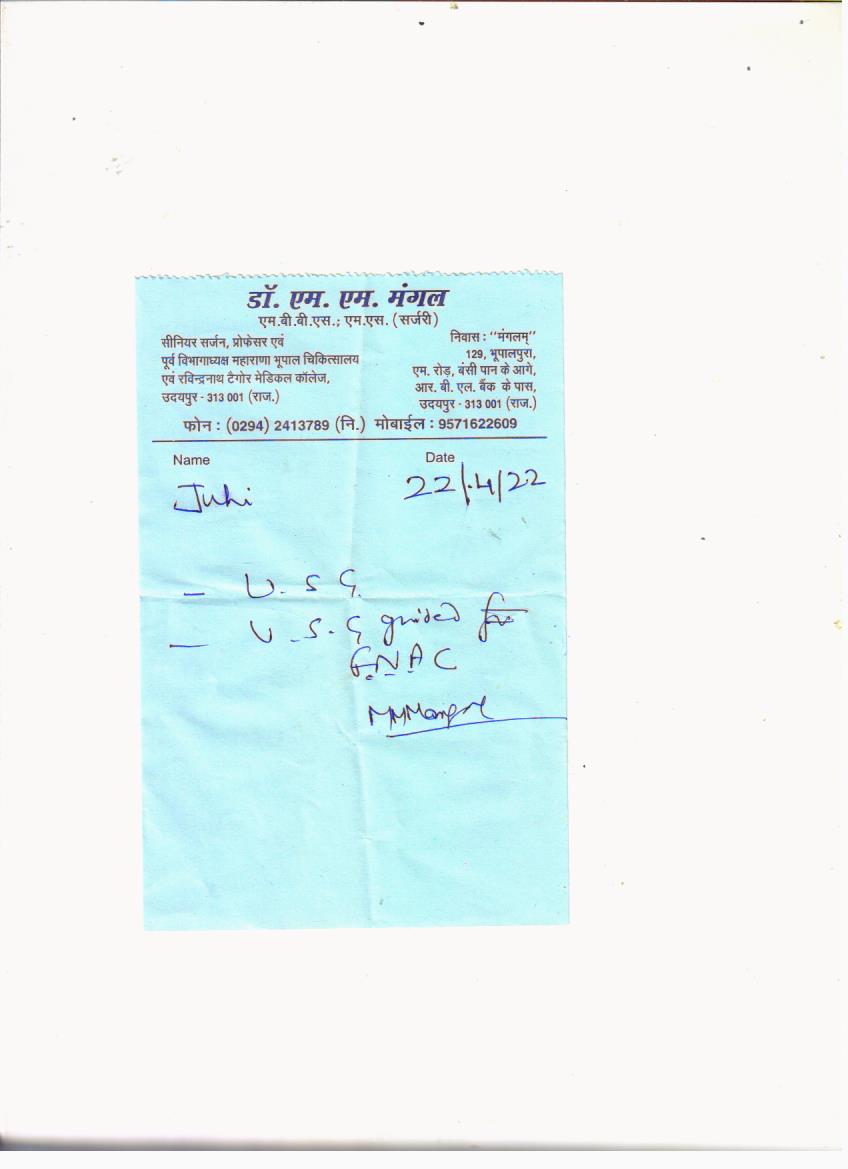 डॉ. एम. एम. मंगल
एम.बी.बी.एस.; एम.एस. (सर्जरी)
सीनियर सर्जन, प्रोफेसर एवं
पूर्व विभागाध्यक्ष महाराणा भूपाल चिकित्सालय
एवं रविन्द्रनाथ टैगोर मेडिकल कॉलेज,
उदयपुर - 313 001 (राज.)
निवास : "मंगलम्"
129, भूपालपुरा,
एम. रोड़, बंसी पान के आगे,
आर. बी. एल. बैंक के पास,
उदयपुर - 313 001 (राज.)
फोन : (0294) 2413789 (नि.) मोबाईल : 9571622609
Name
Date
Juhi
22/4/22
- U.S.G.
- U.S.G guided
F.N.A.C
MMMangal